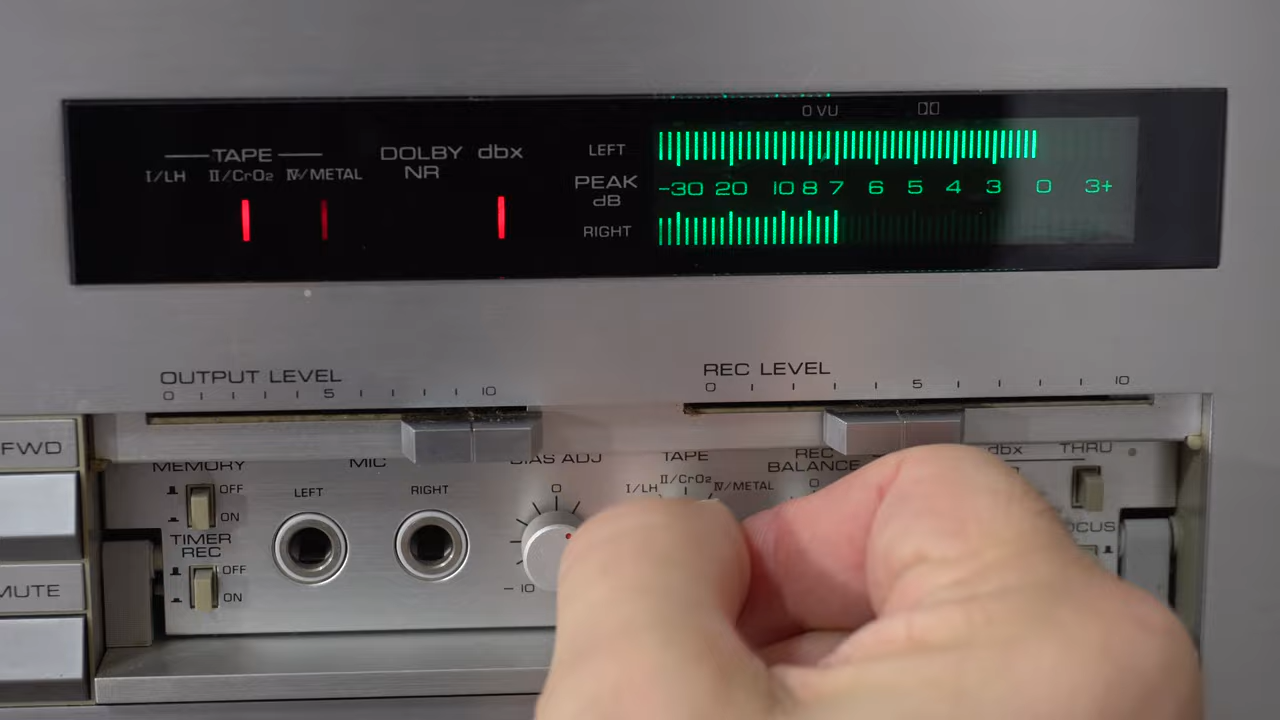 0 VU
TAPE
I/LH II/CrO2 IV/METAL
DOLBY NR
dbx
LEFT
PEAK dB
-30 20 10 8 7 6 5 4 3 0 3+
RIGHT
OUTPUT LEVEL
0 5 10
REC LEVEL
0 5 10
FWD
MEMORY
OFF
ON
TIMER REC
OFF
ON
MUTE
MIC
LEFT RIGHT
BIAS ADJ
0
-10
TAPE
I/LH II/CrO2 IV/METAL
REC BALANCE
0
dbx THRU